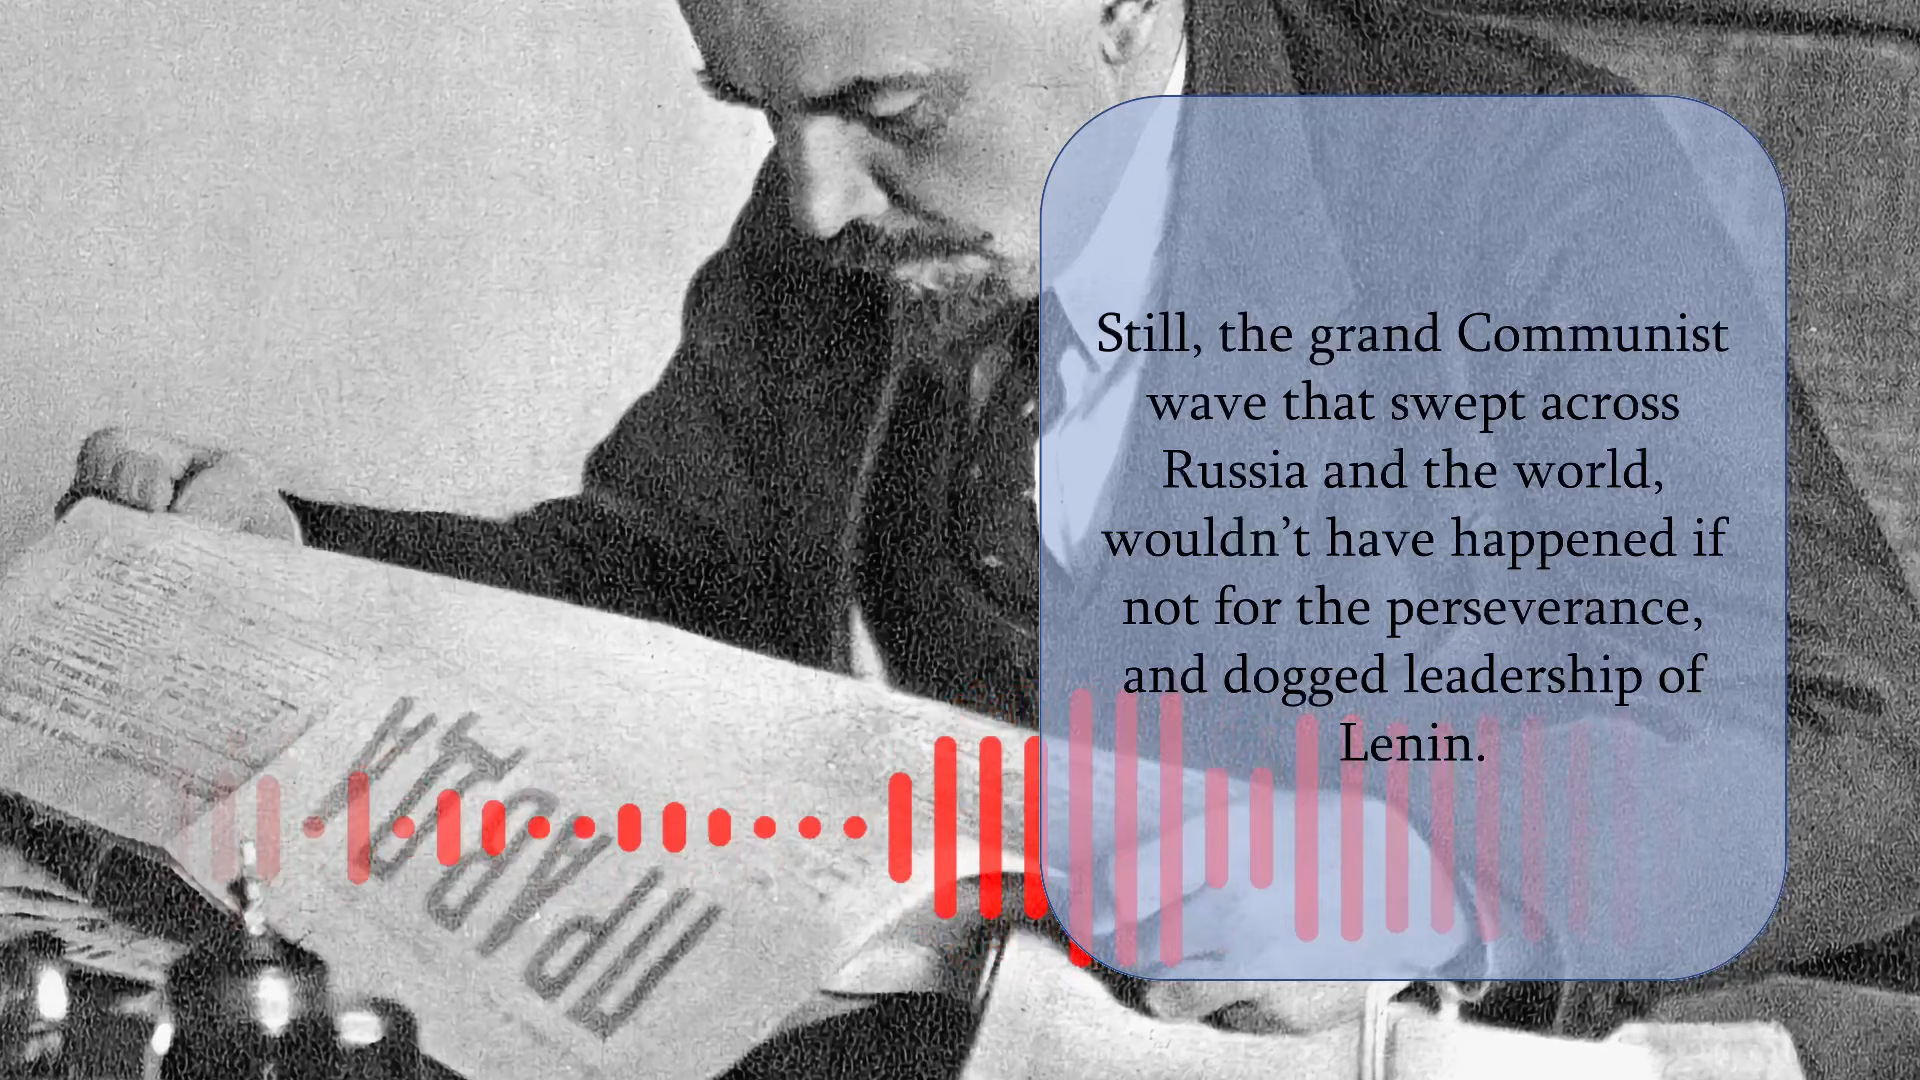 Still, the grand Communist
wave that swept across
Russia and the world,
wouldn’t have happened if
not for the perseverance,
and dogged leadership of
Lenin.
ПРАВДА